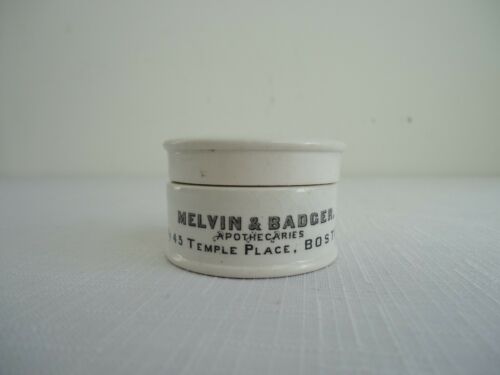 MELVIN & BADGER,
APOTHECARIES
43 TEMPLE PLACE, BOST